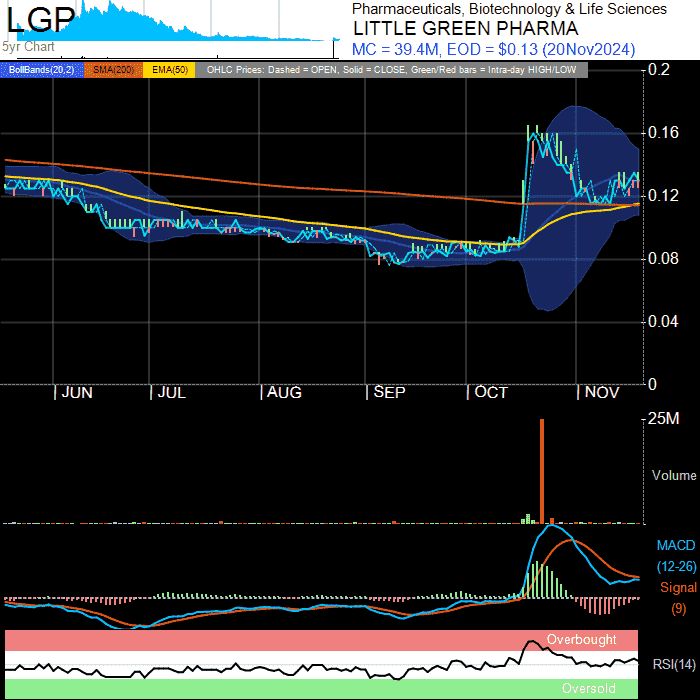 LGP
5yr Chart
Pharmaceuticals, Biotechnology & Life Sciences
LITTLE GREEN PHARMA
MC = 39.4M, EOD = $0.13 (20Nov2024)
BollBands(20,2) SMA(200) EMA(50) OHLC Prices: Dashed = OPEN, Solid = CLOSE, Green/Red bars = Intra-day HIGH/LOW
0.2
0.16
0.12
0.08
0.04
0
JUN JUL AUG SEP OCT NOV
25M
Volume
MACD
(12-26)
Signal
(9)
Overbought
RSI(14)
Oversold